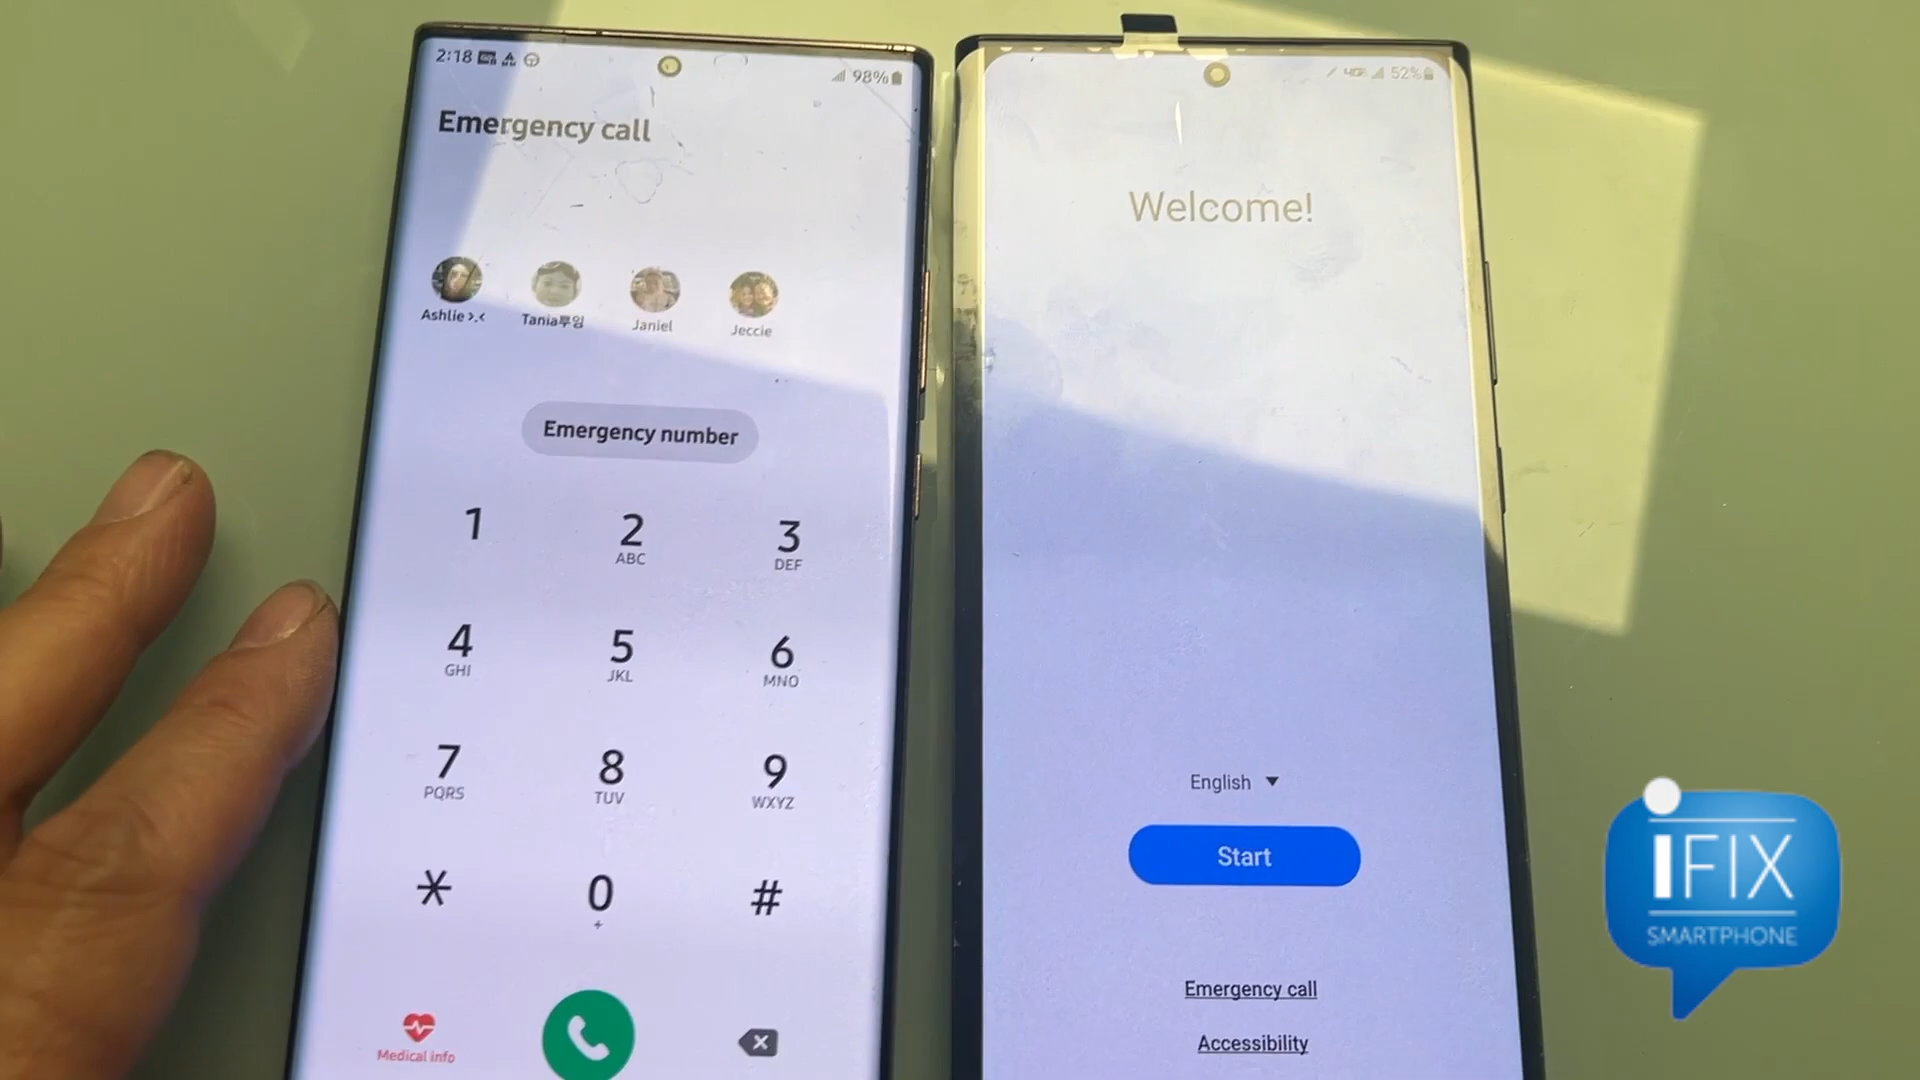 2:18
98%
Emergency call
Ashlie >.<
Tania투잉
Janiel
Jeccie
Emergency number
1
2
ABC
3
DEF
4
GHI
5
JKL
6
MNO
7
PQRS
8
TUV
9
WXYZ
*
0
+
#
Medical info
52%
Welcome!
English
Start
Emergency call
Accessibility
iFIX
SMARTPHONE